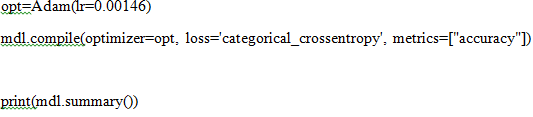 opt=Adam(lr=0.00146)
mdl.compile(optimizer=opt, loss='categorical_crossentropy', metrics=["accuracy"])
print(mdl.summary())